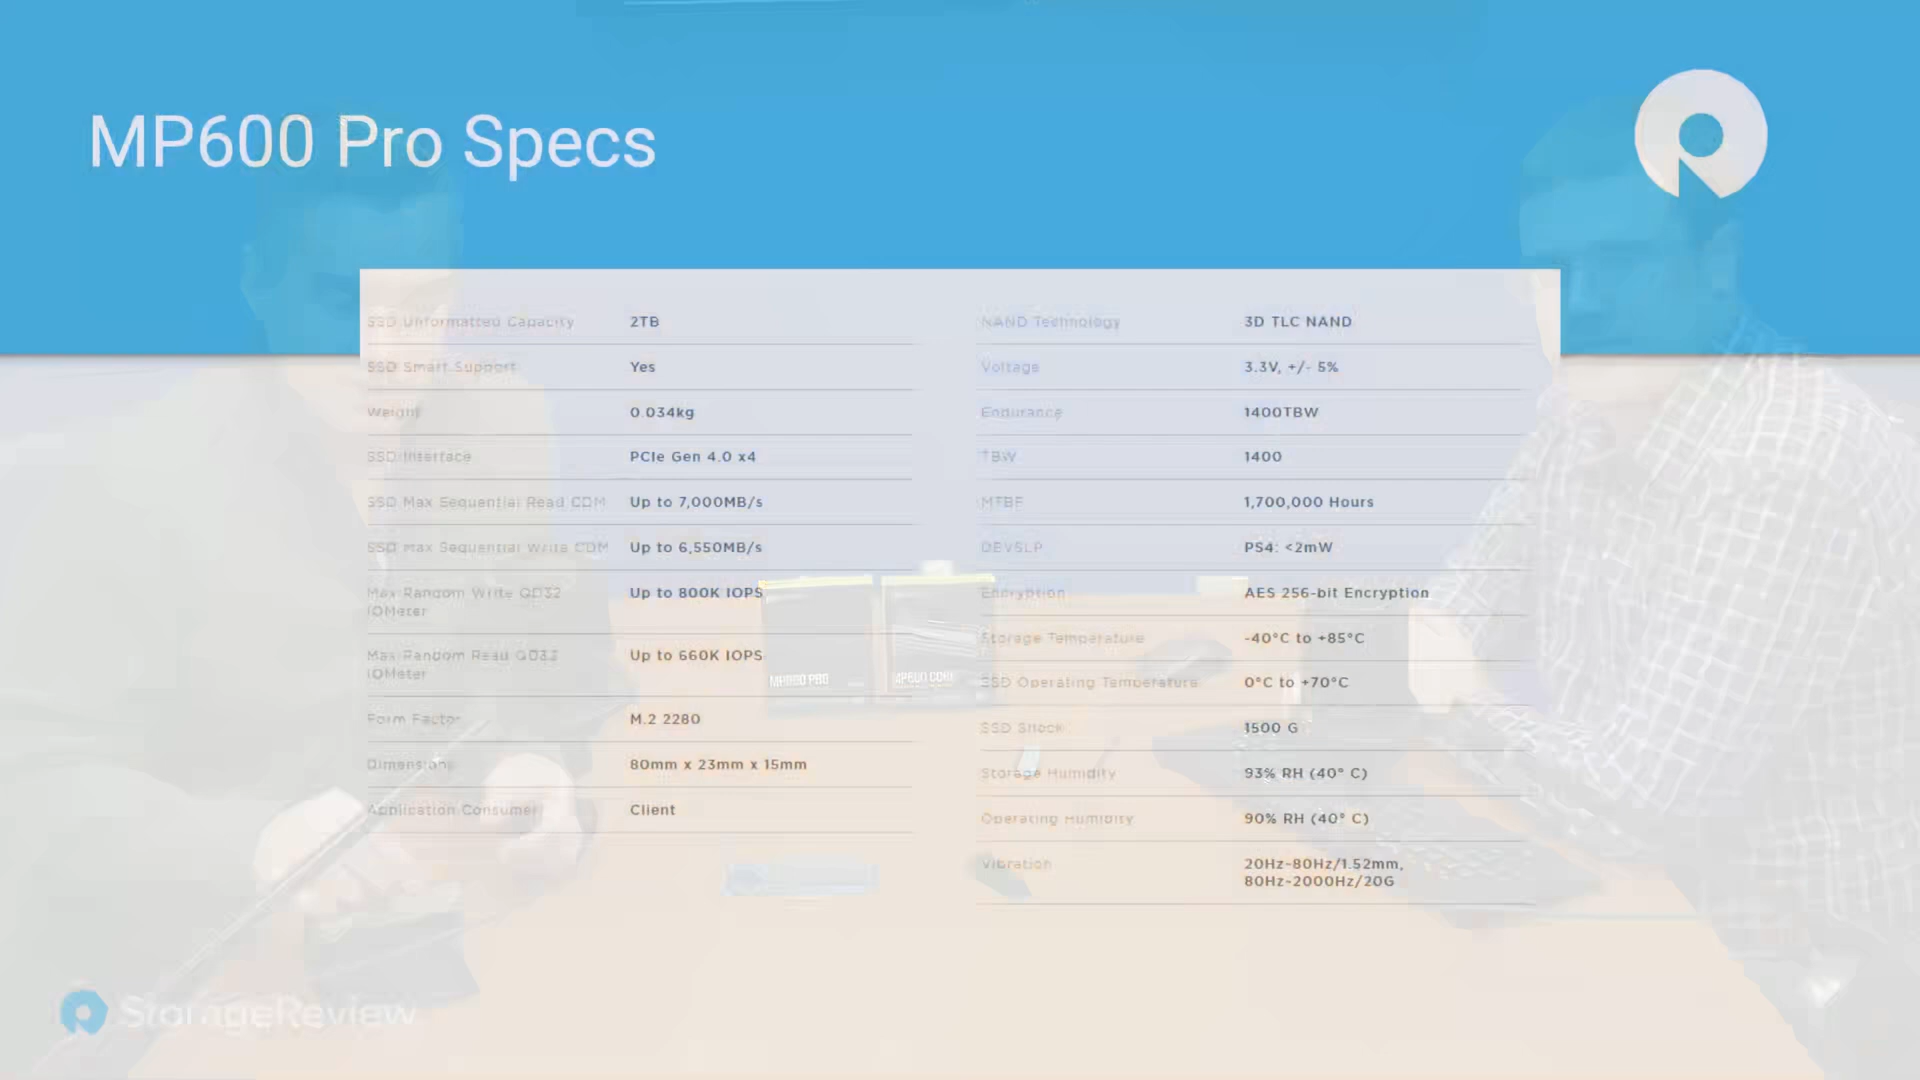 MP600 Pro Specs
SSD Unformatted Capacity 2TB
SSD Smart Support Yes
Weight 0.034kg
SSD Interface PCIe Gen 4.0 x4
SSD Max Sequential Read CDM Up to 7,000MB/s
SSD Max Sequential Write CDM Up to 6,550MB/s
Max Random Write QD32 Up to 800K IOPS
IOMeter
Max Random Read QD32 Up to 660K IOPS
IOMeter
Form Factor M.2 2280
Dimensions 80mm x 23mm x 15mm
Application Consumer Client
NAND Technology 3D TLC NAND
Voltage 3.3V, +/- 5%
Endurance 1400TBW
TBW 1400
MTBF 1,700,000 Hours
DEVSLP PS4: <2mW
Encryption AES 256-bit Encryption
Storage Temperature -40°C to +85°C
SSD Operating Temperature 0°C to +70°C
SSD Shock 1500 G
Storage Humidity 93% RH (40° C)
Operating Humidity 90% RH (40° C)
Vibration 20Hz~80Hz/1.52mm,
80Hz~2000Hz/20G
MP600 PRO
MP600 CORE
StorageReview